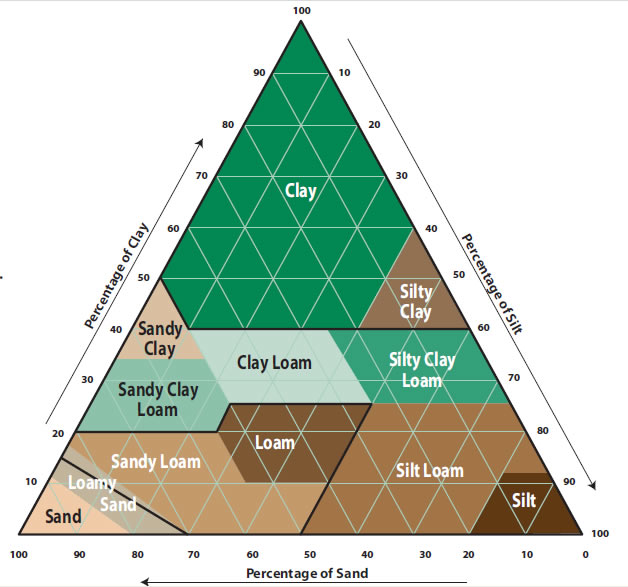 100
90
10
80
20
70
30
Clay
60
40
Percentage of Clay
Percentage of Silt
50
50
Silty
Clay
40
Sandy
Clay
60
Clay Loam
Silty Clay
Loam
30
Sandy Clay
Loam
70
20
80
Loam
Sandy Loam
Silt Loam
10
Loamy
Sand
90
Silt
Sand
100
100
90
80
70
60
50
40
30
20
10
0
Percentage of Sand